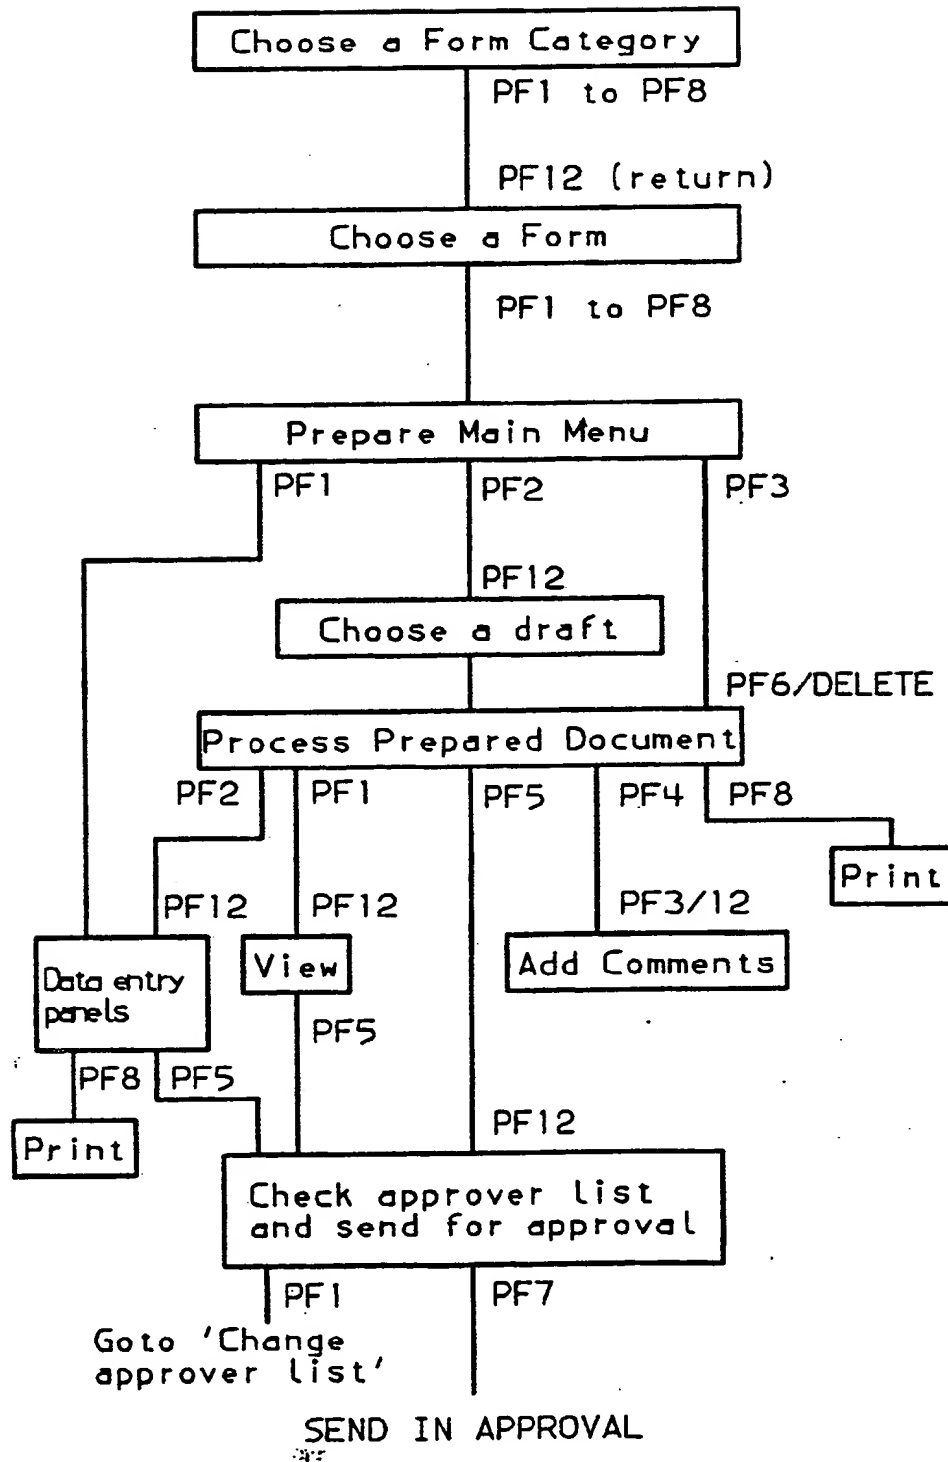 Choose a Form Category
PF1 to PF8
PF12 (return)
Choose a Form
PF1 to PF8
Prepare Main Menu
PF1 PF2 PF3
PF12
Choose a draft
PF6/DELETE
Process Prepared Document
PF2 PF1 PF5 PF4 PF8
Print
PF12 PF12 PF3/12
Data entry
panels
View
Add Comments
PF5
PF8 PF5
PF12
Print
Check approver list
and send for approval
PF1 PF7
Goto 'Change
approver list'
SEND IN APPROVAL